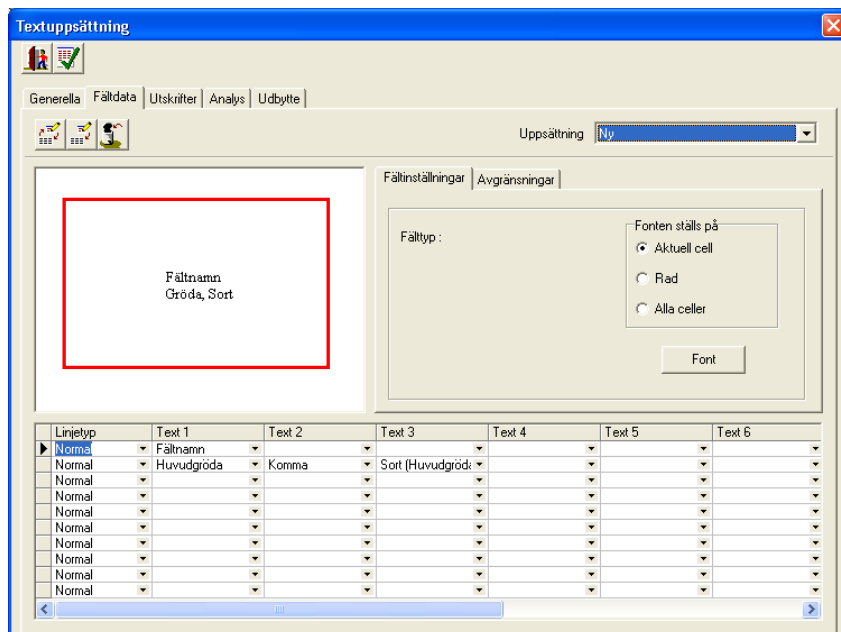 Textuppsättning
Generella Fältdata Utskrifter Analys Udbytte
Uppsättning Ny
Fältinställningar Avgränsningar
Fälttyp :
Fonten ställs på
Aktuell cell
Rad
Alla celler
Font
Fältnamn
Gröda, Sort
Linjetyp Text 1 Text 2 Text 3 Text 4 Text 5 Text 6
Normal Fältnamn
Normal Huvudgröda Komma Sort (Huvudgröda
Normal
Normal
Normal
Normal
Normal
Normal
Normal
Normal